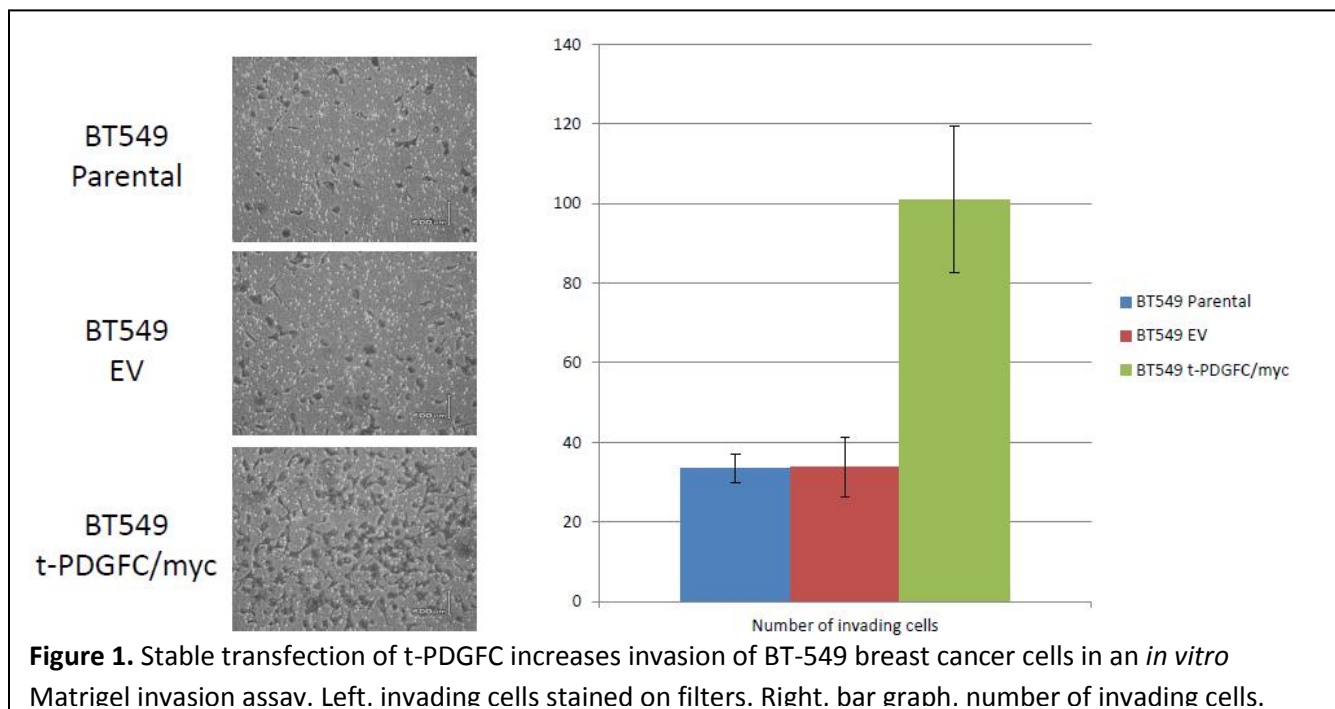 BT549
Parental
BT549
EV
BT549
t-PDGFC/myc
140
120
100
80
60
40
20
0
Number of invading cells
BT549 Parental
BT549 EV
BT549 t-PDGFC/myc
Figure 1. Stable transfection of t-PDGFC increases invasion of BT-549 breast cancer cells in an in vitro
Matrigel invasion assay. Left, invading cells stained on filters. Right, bar graph, number of invading cells.